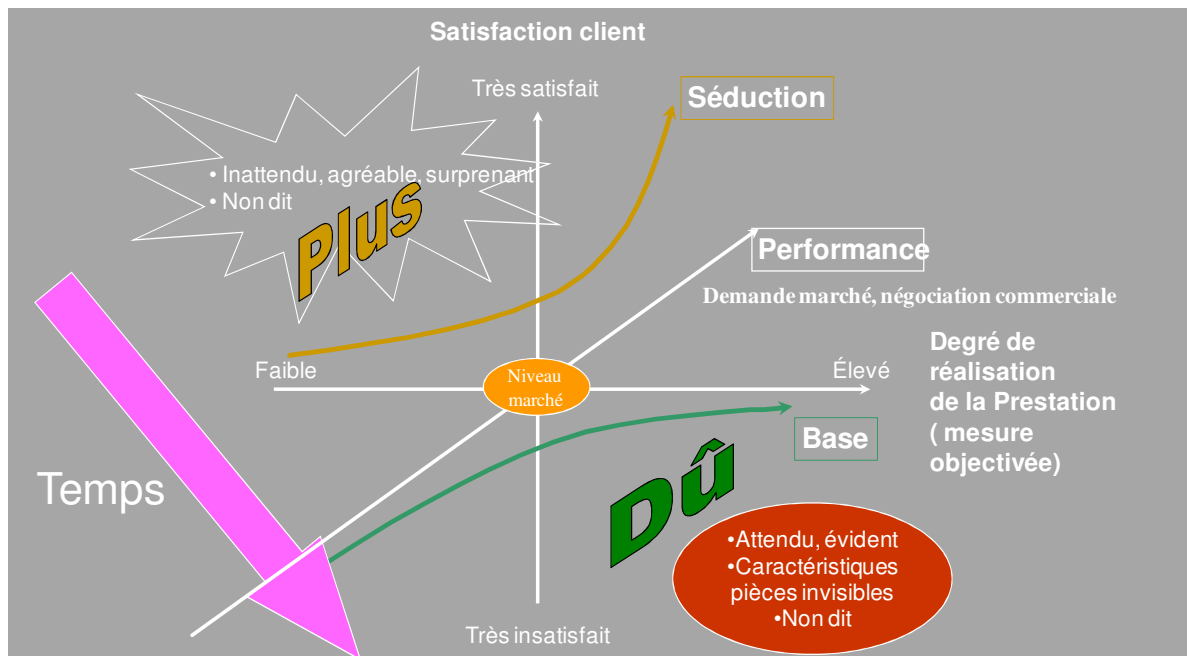 Satisfaction client
Très satisfait
Séduction
• Inattendu, agréable, surprenant
• Non dit
Plus
Performance
Demande marché, négociation commerciale
Faible
Niveau
marché
Élevé
Degré de
réalisation
de la Prestation
( mesure
objectivée)
Base
Temps
Dû
•Attendu, évident
•Caractéristiques
pièces invisibles
•Non dit
Très insatisfait